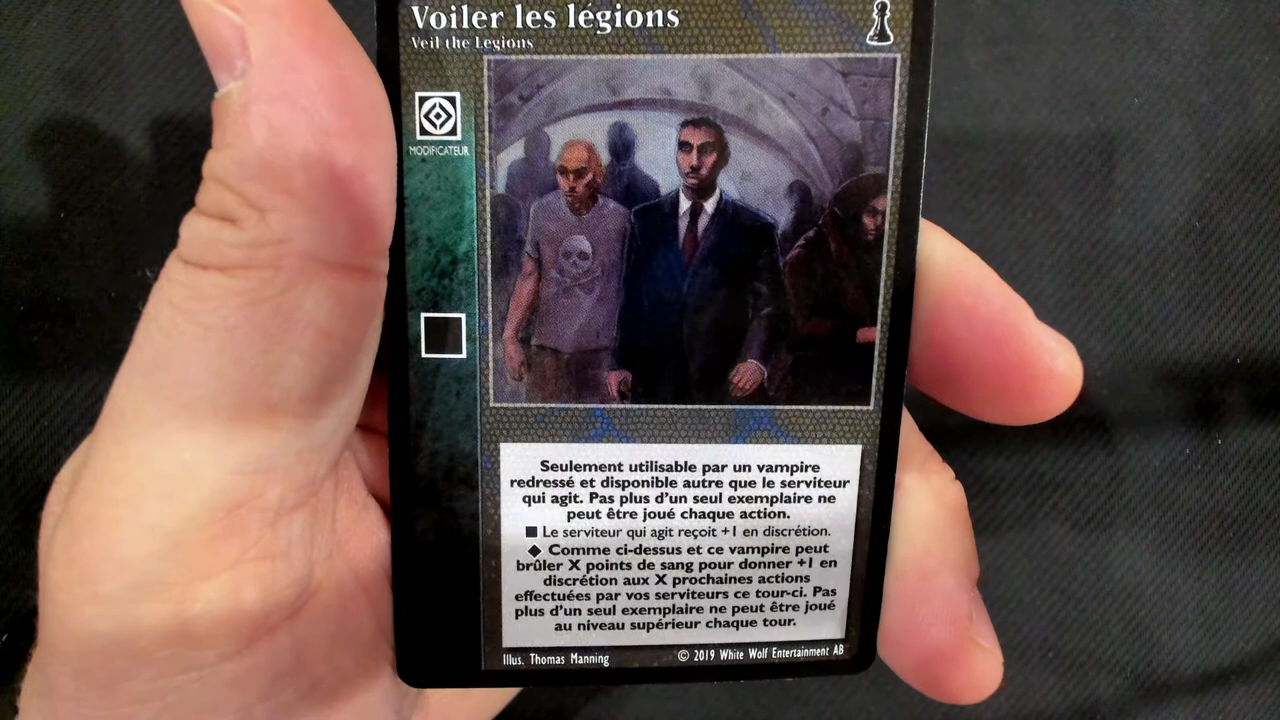 Voiler les légions
Veil the Legions
MODIFICATEUR
Seulement utilisable par un vampire
redressé et disponible autre que le serviteur
qui agit. Pas plus d'un seul exemplaire ne
peut être joué chaque action.
■ Le serviteur qui agit reçoit +1 en discrétion.
◆ Comme ci-dessus et ce vampire peut
brûler X points de sang pour donner +1 en
discrétion aux X prochaines actions
effectuées par vos serviteurs ce tour-ci. Pas
plus d'un seul exemplaire ne peut être joué
au niveau supérieur chaque tour.
Illus. Thomas Manning
© 2019 White Wolf Entertainment AB